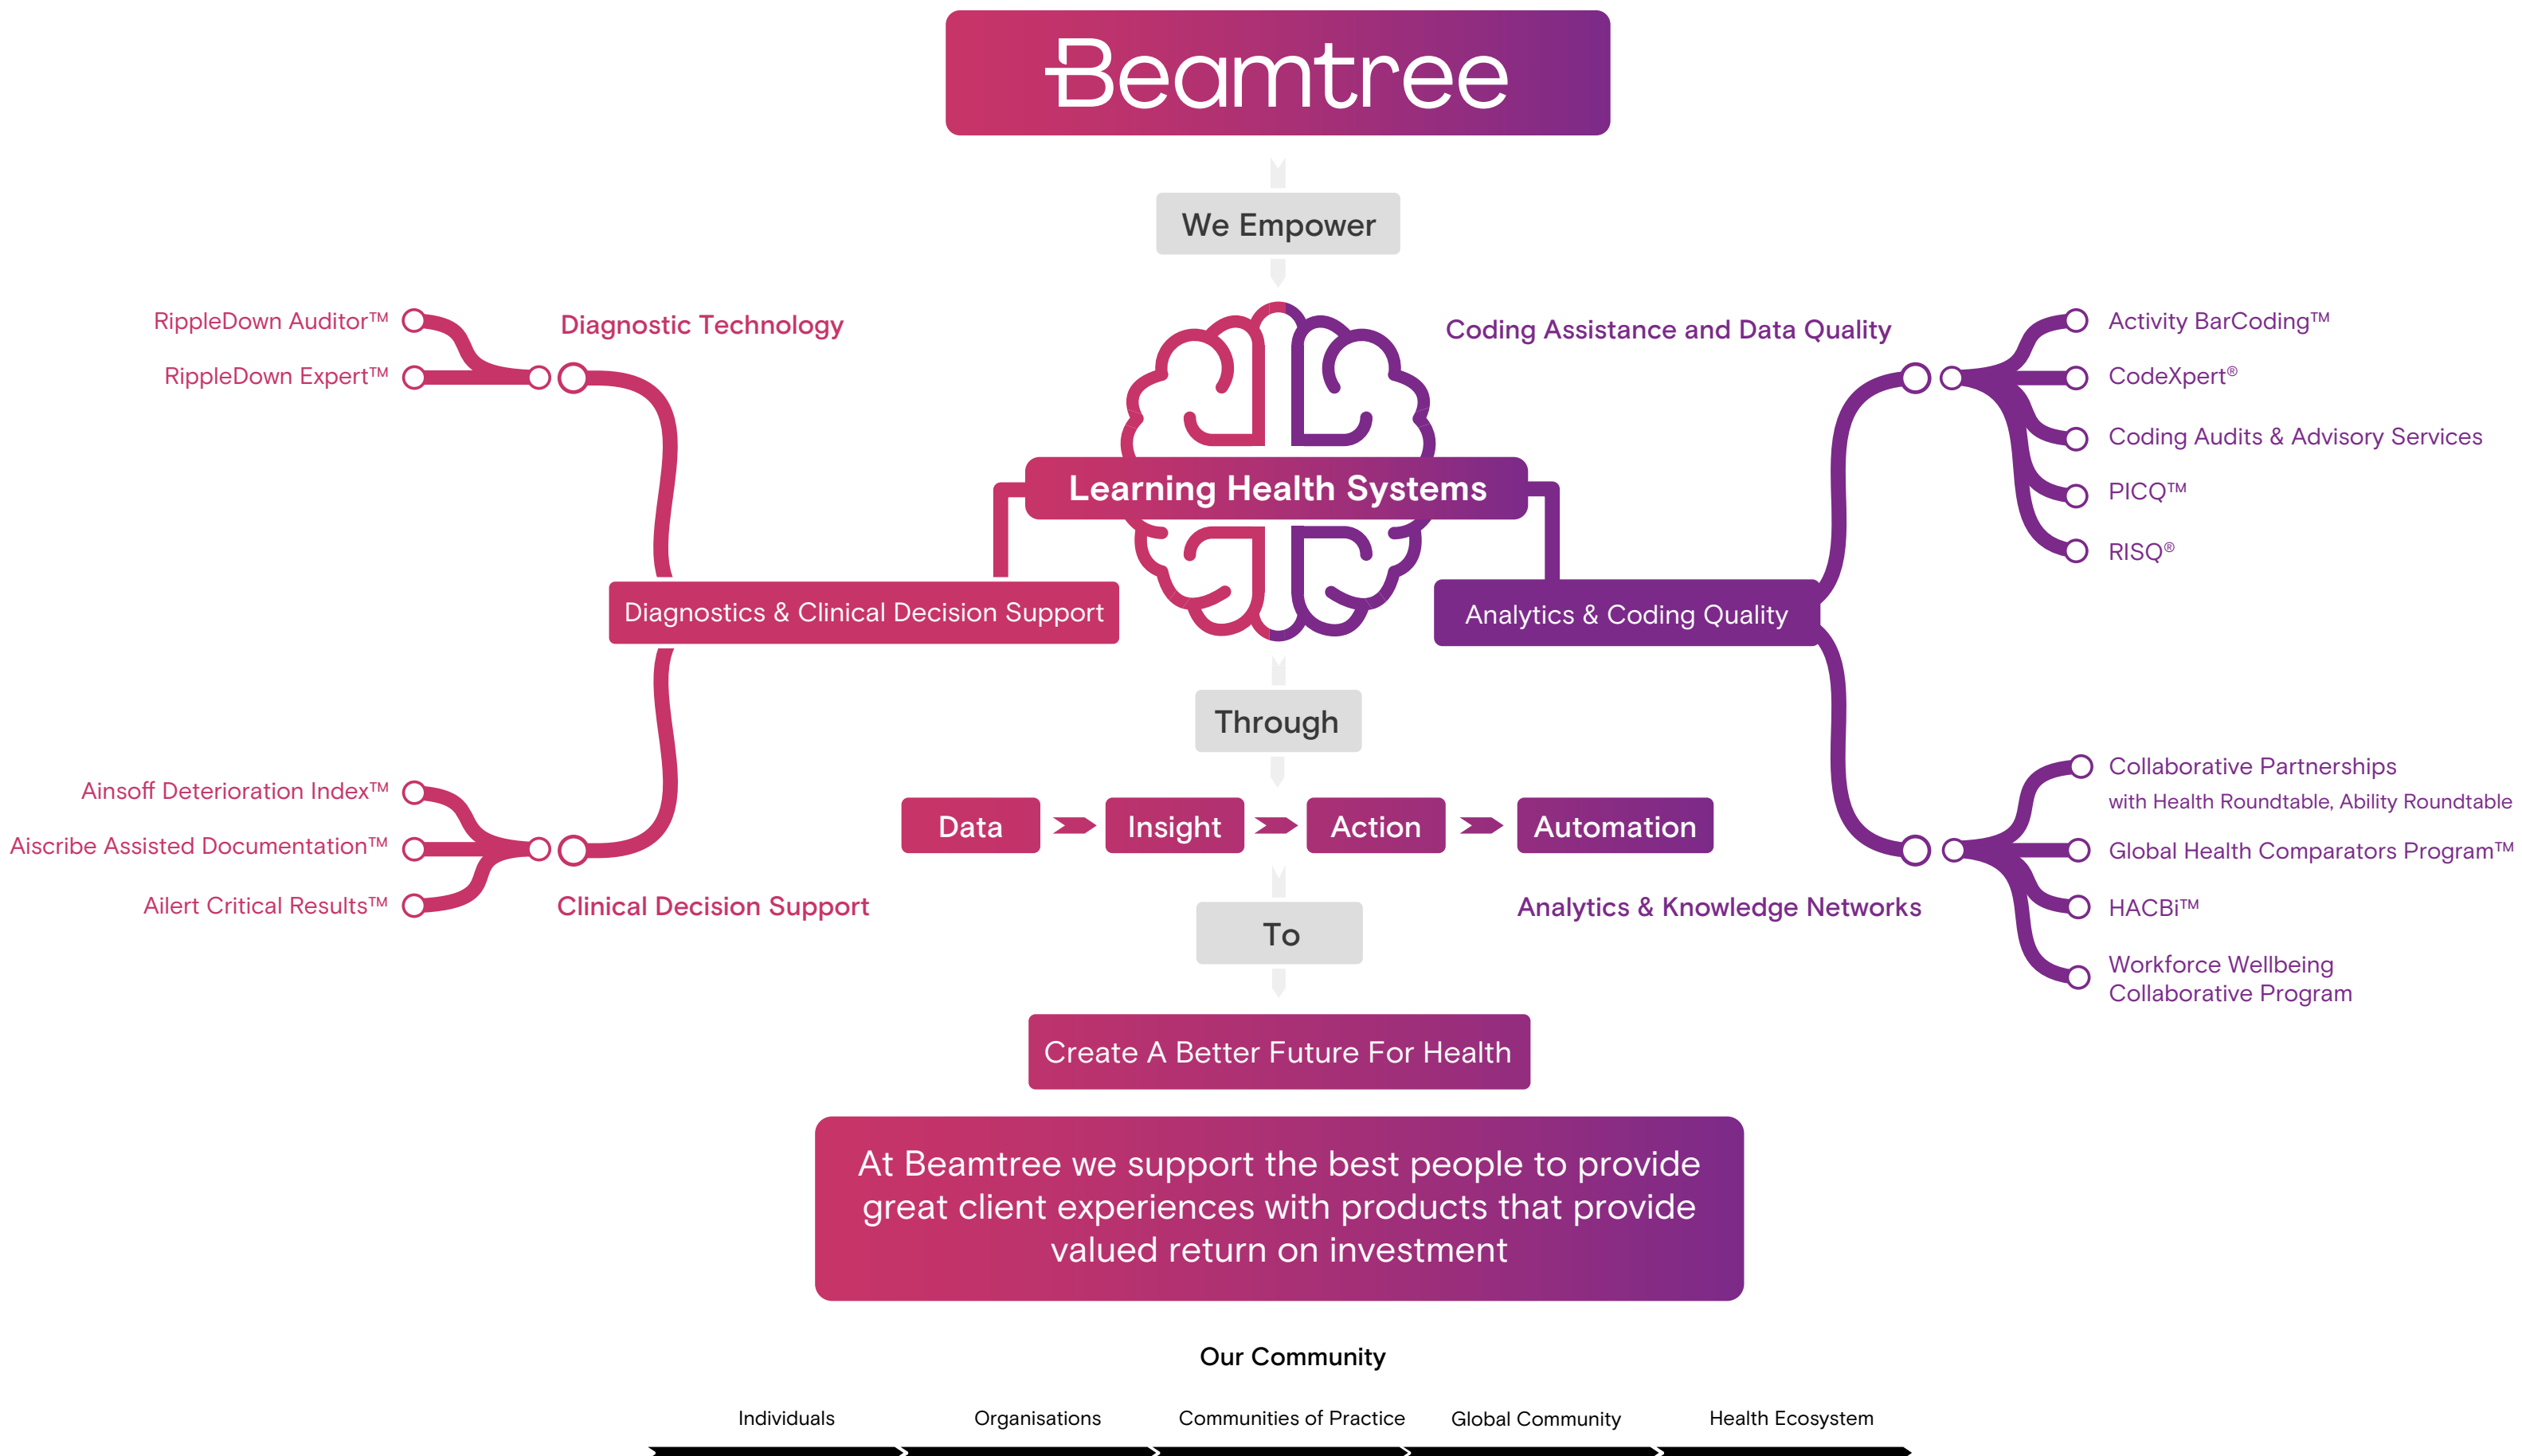 Beamtree
We Empower
RippleDown Auditor™
RippleDown Expert™
Diagnostic Technology
Coding Assistance and Data Quality
Activity BarCoding™
CodeXpert®
Coding Audits & Advisory Services
PICQ™
RISQ®
Learning Health Systems
Diagnostics & Clinical Decision Support
Analytics & Coding Quality
Through
Ainsoff Deterioration Index™
Aiscribe Assisted Documentation™
Ailert Critical Results™
Clinical Decision Support
Data
Insight
Action
Automation
Analytics & Knowledge Networks
Collaborative Partnerships
with Health Roundtable, Ability Roundtable
Global Health Comparators Program™
HACBi™
Workforce Wellbeing
Collaborative Program
To
Create A Better Future For Health
At Beamtree we support the best people to provide
great client experiences with products that provide
valued return on investment
Our Community
Individuals
Organisations
Communities of Practice
Global Community
Health Ecosystem